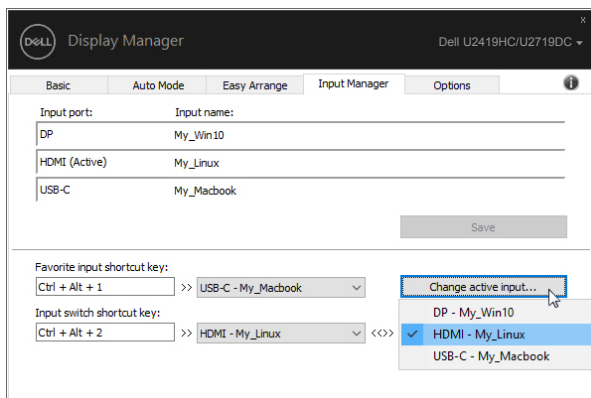 x
DELL Display Manager Dell U2419HC/U2719DC
Basic Auto Mode Easy Arrange Input Manager Options i
Input port: Input name:
DP My_Win10
HDMI (Active) My_Linux
USB-C My_Macbook
Save
Favorite input shortcut key:
Ctrl + Alt + 1 >> USB-C - My_Macbook Change active input...
Input switch shortcut key:
DP - My_Win10
Ctrl + Alt + 2 >> HDMI - My_Linux <<>> HDMI - My_Linux
USB-C - My_Macbook